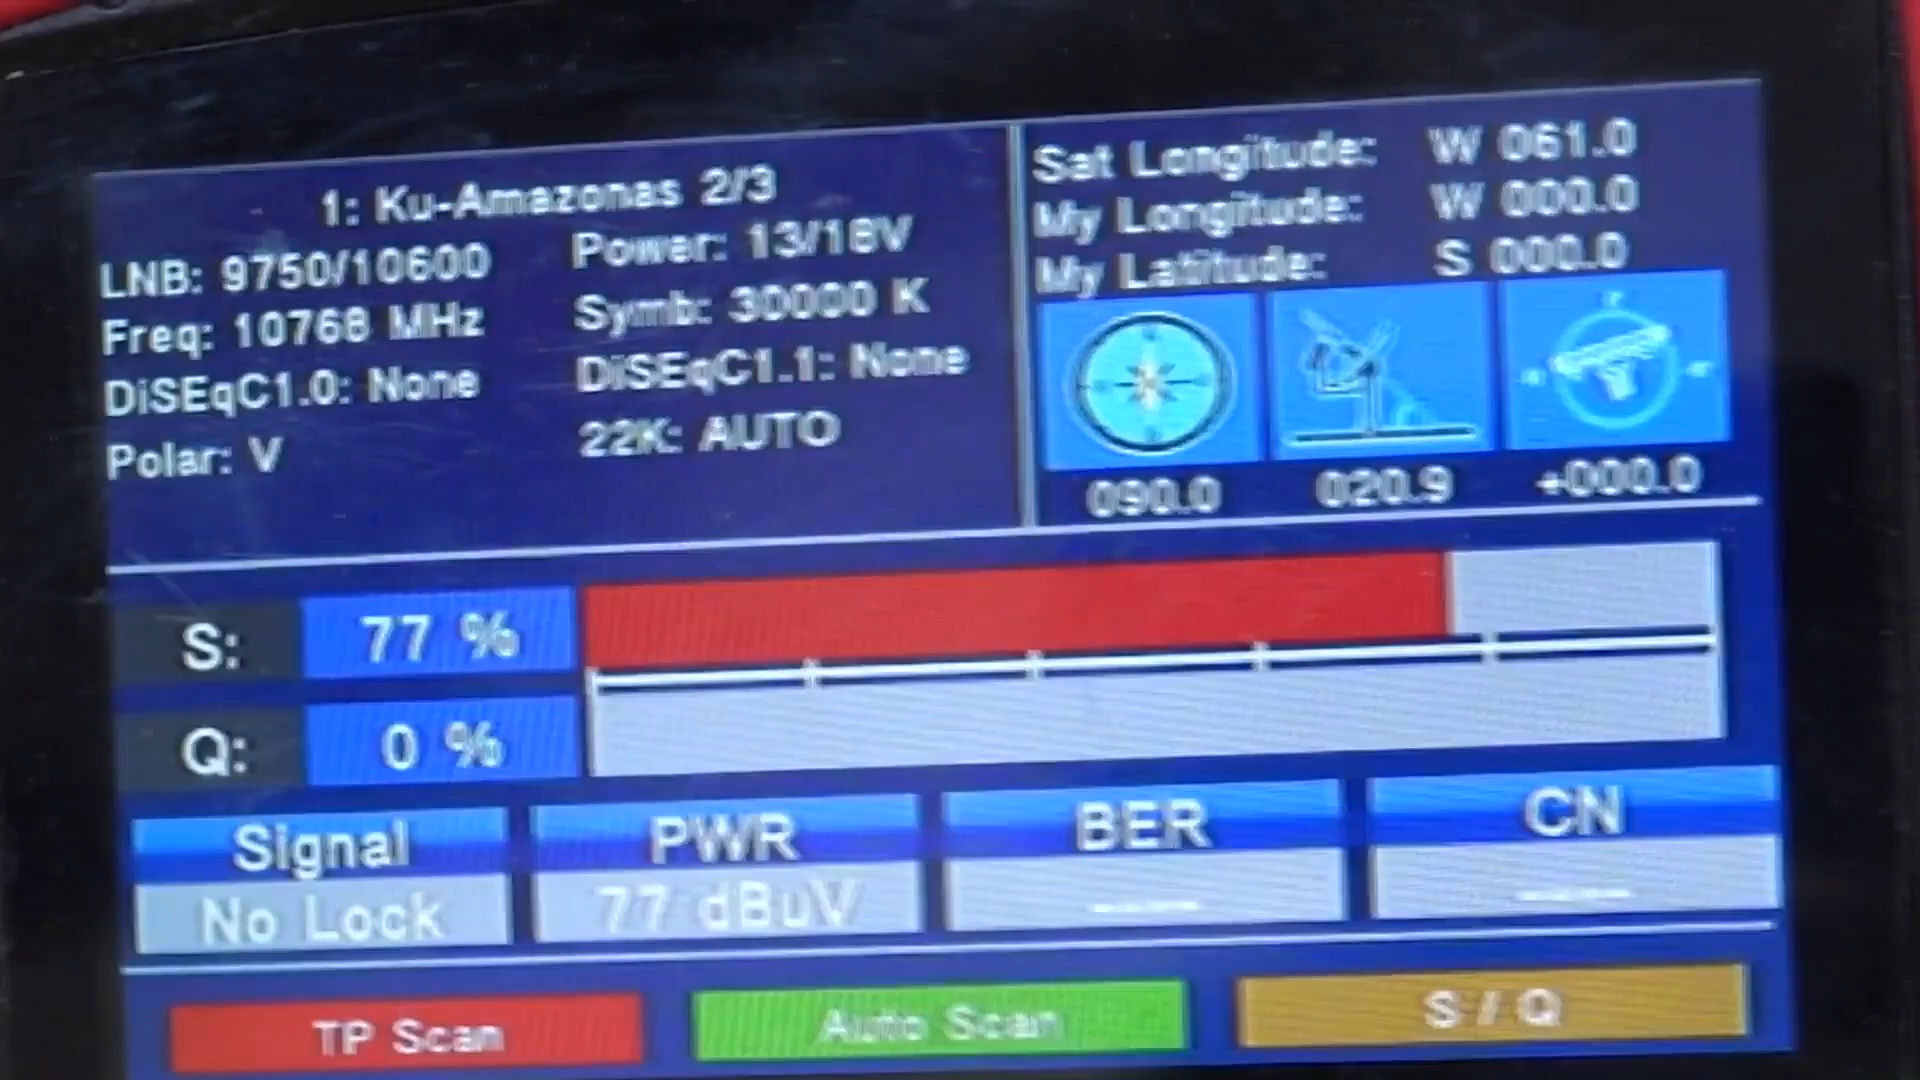 1: Ku-Amazonas 2/3
LNB: 9750/10600 Power: 13/18V
Freq: 10768 MHz Symb: 30000 K
DiSEqC1.0: None DiSEqC1.1: None
Polar: V 22K: AUTO
Sat Longitude: W 061.0
My Longitude: W 000.0
My Latitude: S 000.0
090.0 020.9 +000.0
S: 77 %
Q: 0 %
Signal PWR BER CN
No Lock 77 dBuV
TP Scan Auto Scan S / Q